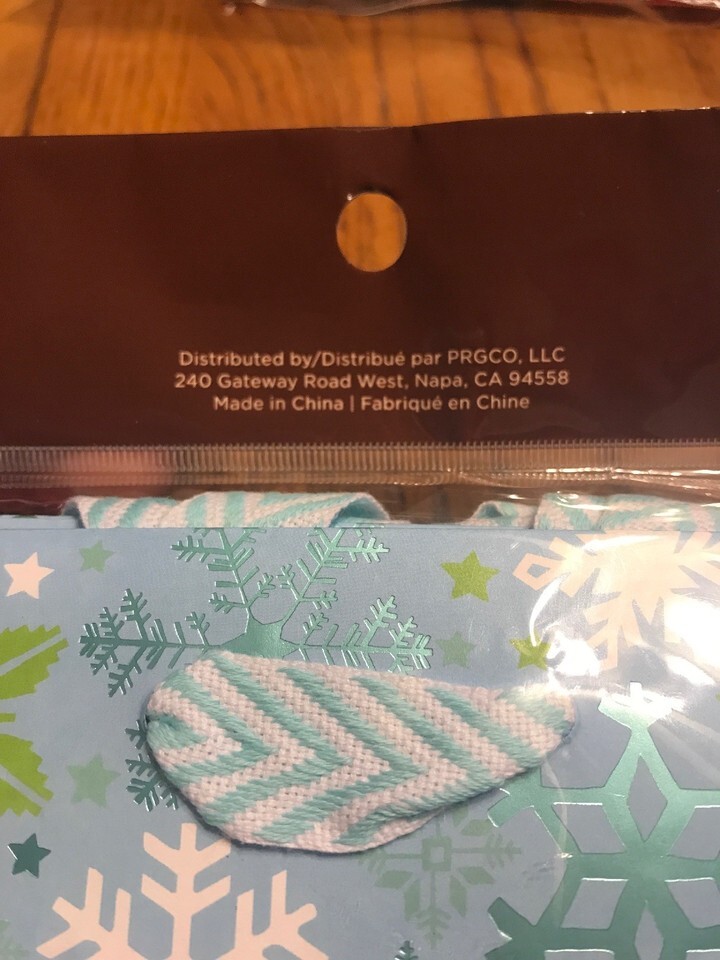 Distributed by/Distribué par PRGCO, LLC
240 Gateway Road West, Napa, CA 94558
Made in China | Fabriqué en Chine